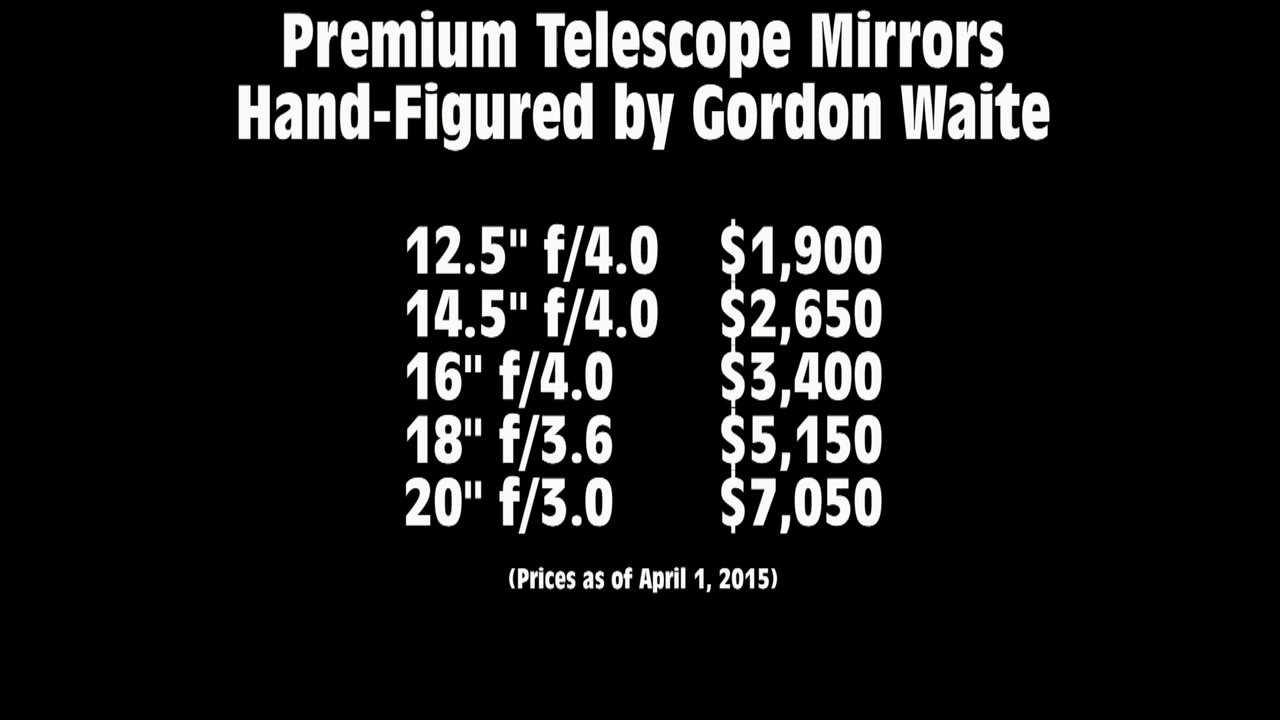 Premium Telescope Mirrors
Hand-Figured by Gordon Waite
12.5" f/4.0 $1,900
14.5" f/4.0 $2,650
16" f/4.0 $3,400
18" f/3.6 $5,150
20" f/3.0 $7,050
(Prices as of April 1, 2015)